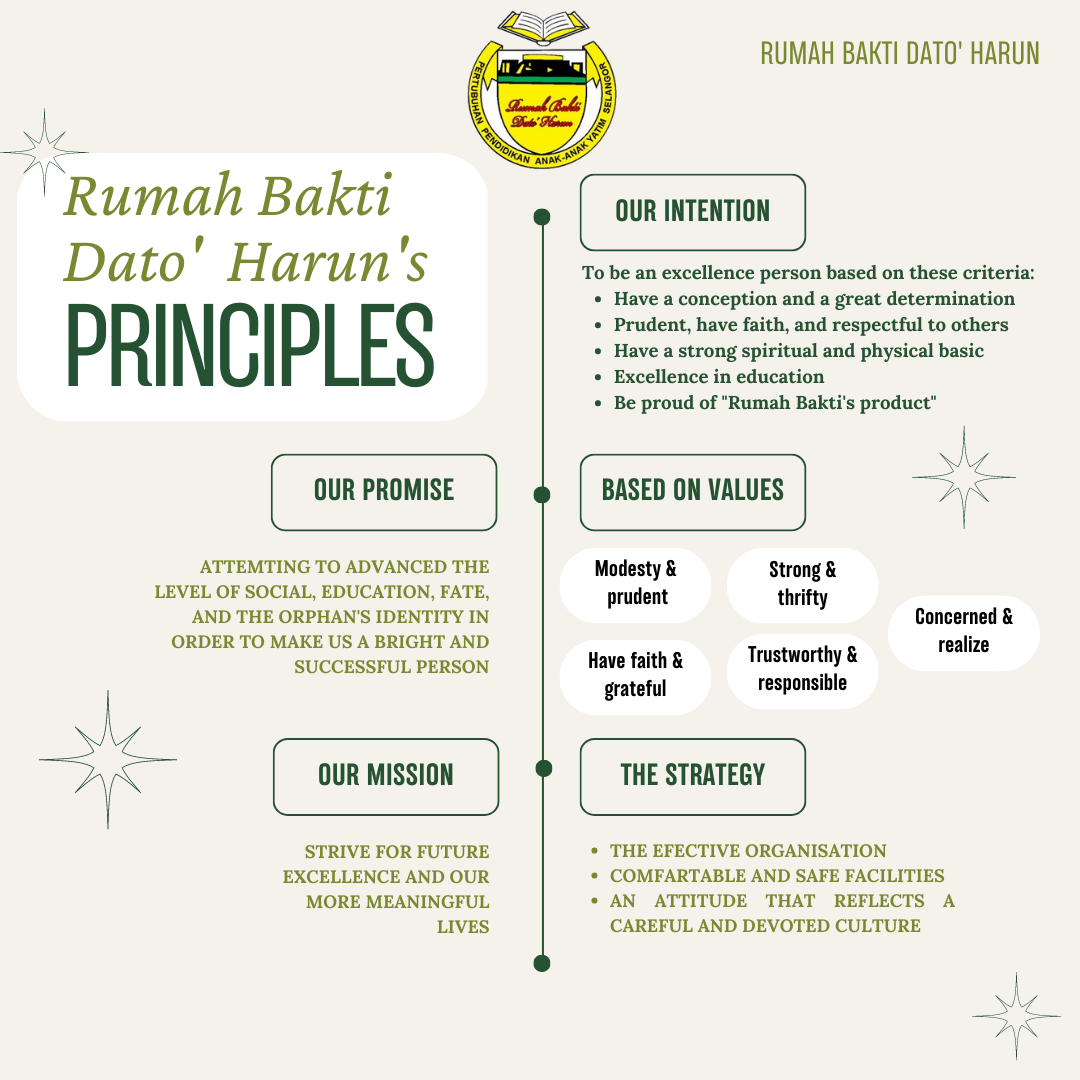 RUMAH BAKTI DATO' HARUN
PERTUBUHAN PENDIDIKAN ANAK-ANAK YATIM SELANGOR
Rumah Bakti
Dato' Harun
Rumah Bakti
Dato' Harun's
PRINCIPLES
OUR INTENTION
To be an excellence person based on these criteria:
• Have a conception and a great determination
• Prudent, have faith, and respectful to others
• Have a strong spiritual and physical basic
• Excellence in education
• Be proud of "Rumah Bakti's product"
OUR PROMISE
ATTEMTING TO ADVANCED THE
LEVEL OF SOCIAL, EDUCATION, FATE,
AND THE ORPHAN'S IDENTITY IN
ORDER TO MAKE US A BRIGHT AND
SUCCESSFUL PERSON
BASED ON VALUES
Modesty &
prudent
Strong &
thrifty
Concerned &
realize
Have faith &
grateful
Trustworthy &
responsible
OUR MISSION
STRIVE FOR FUTURE
EXCELLENCE AND OUR
MORE MEANINGFUL
LIVES
THE STRATEGY
• THE EFECTIVE ORGANISATION
• COMFARTABLE AND SAFE FACILITIES
• AN ATTITUDE THAT REFLECTS A
CAREFUL AND DEVOTED CULTURE